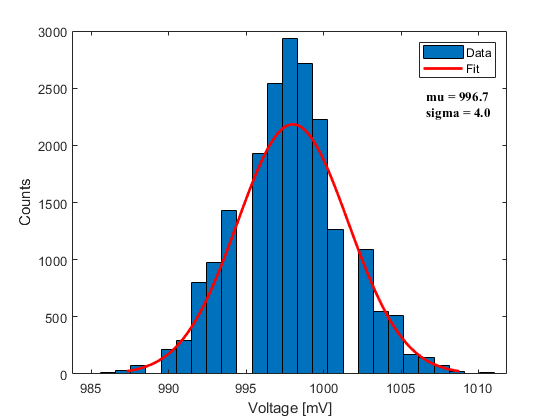 3000
2500
2000
1500
1000
500
0
985
990
995
1000
1005
1010
Counts
Voltage [mV]
Data
Fit
mu = 996.7
sigma = 4.0